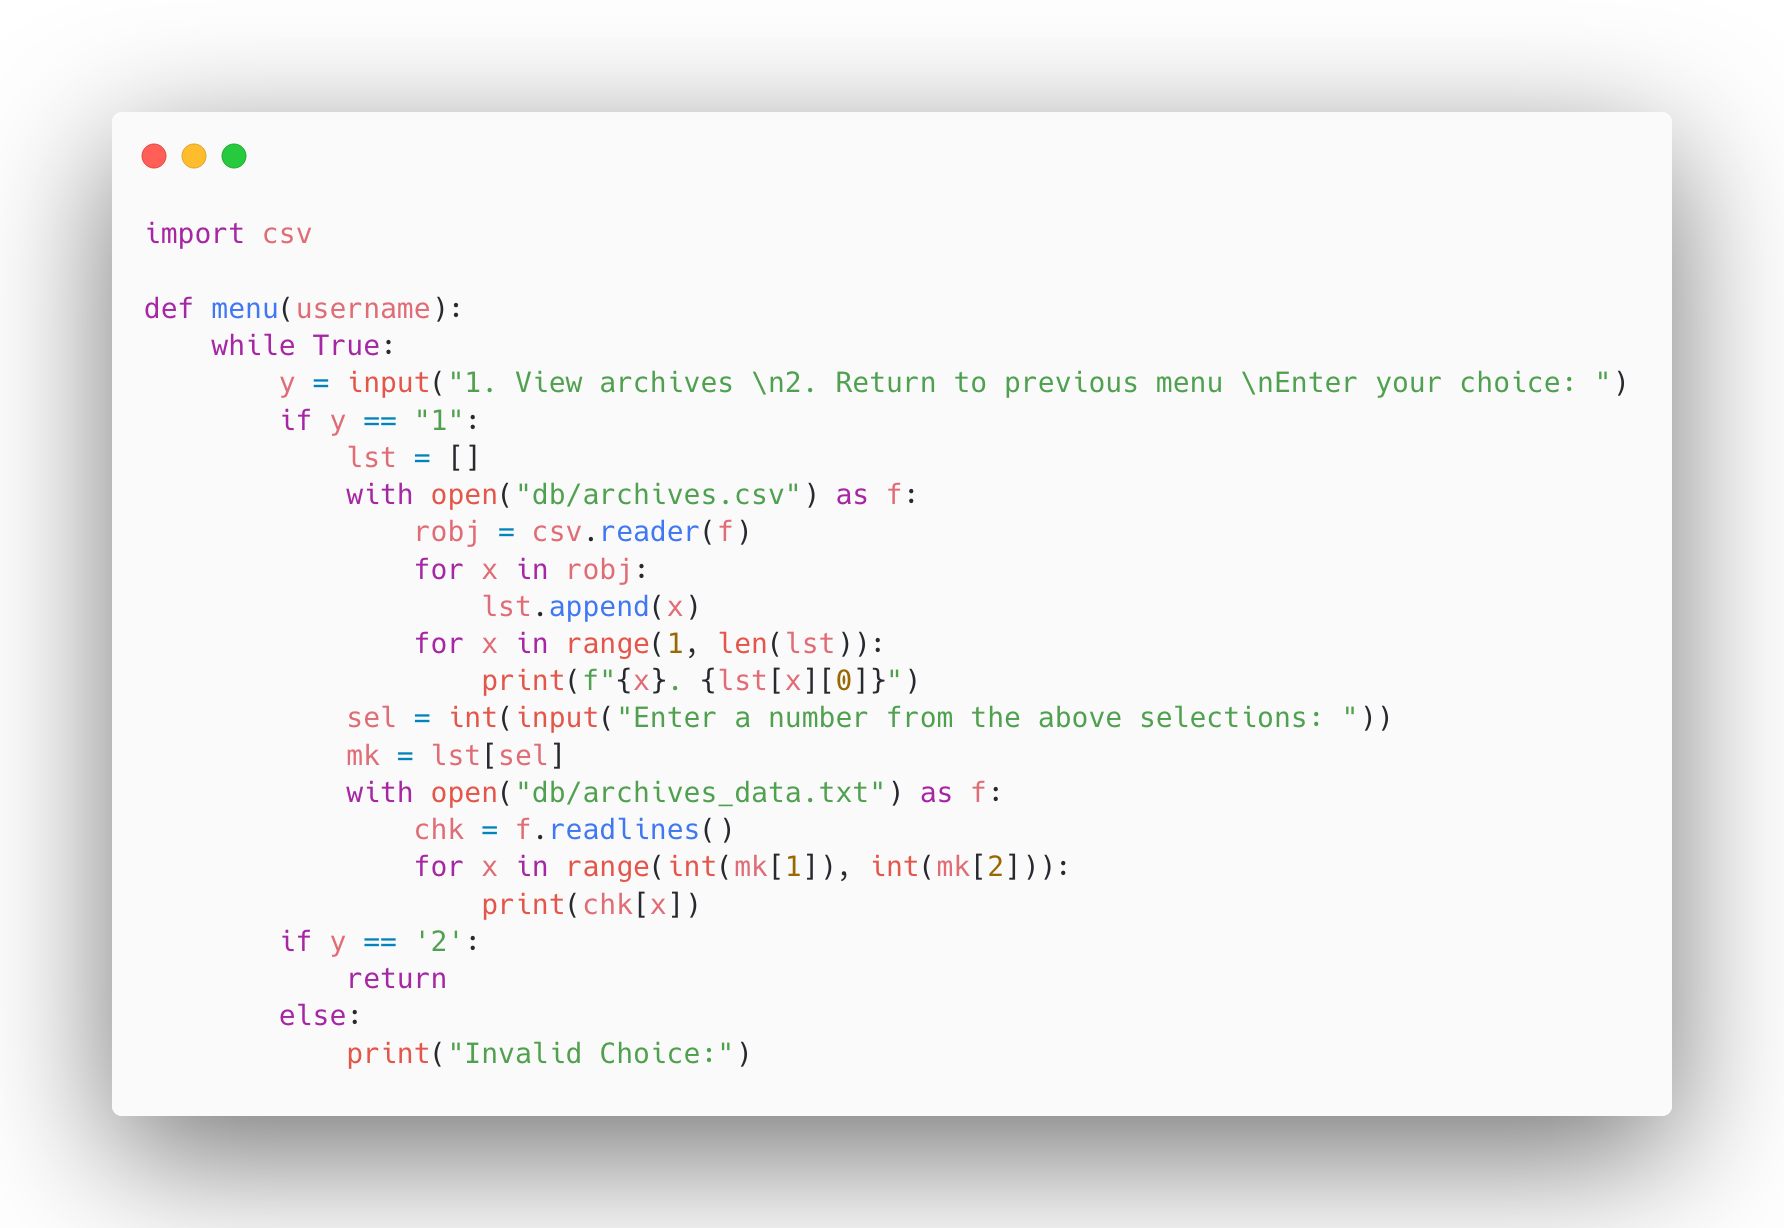 import csv

def menu(username):
    while True:
        y = input("1. View archives \n2. Return to previous menu \nEnter your choice: ")
        if y == "1":
            lst = []
            with open("db/archives.csv") as f:
                robj = csv.reader(f)
                for x in robj:
                    lst.append(x)
                for x in range(1, len(lst)):
                    print(f"{x}. {lst[x][0]}")
            sel = int(input("Enter a number from the above selections: "))
            mk = lst[sel]
            with open("db/archives_data.txt") as f:
                chk = f.readlines()
                for x in range(int(mk[1]), int(mk[2])):
                    print(chk[x])
        if y == '2':
            return
        else:
            print("Invalid Choice:")